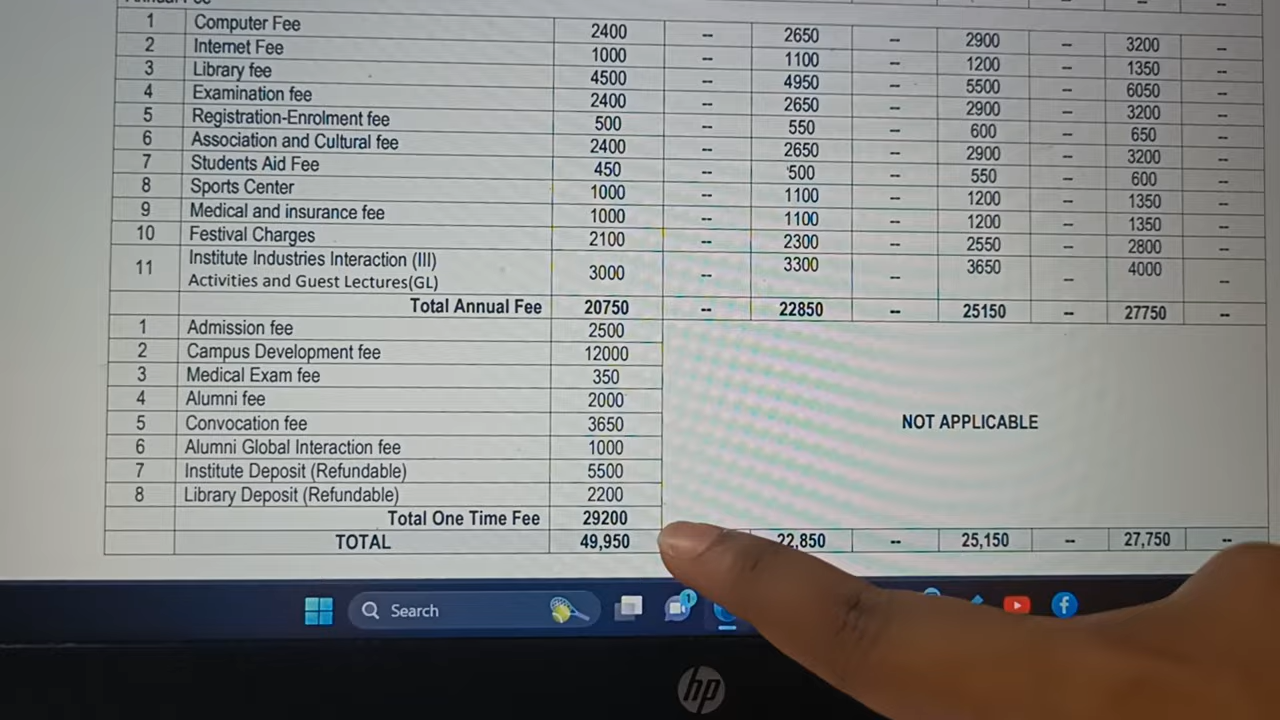 1 Computer Fee 2400 -- 2650 -- 2900 -- 3200 --
2 Internet Fee 1000 -- 1100 -- 1200 -- 1350 --
3 Library fee 4500 -- 4950 -- 5500 -- 6050 --
4 Examination fee 2400 -- 2650 -- 2900 -- 3200 --
5 Registration-Enrolment fee 500 -- 550 -- 600 -- 650 --
6 Association and Cultural fee 2400 -- 2650 -- 2900 -- 3200 --
7 Students Aid Fee 450 -- 500 -- 550 -- 600 --
8 Sports Center 1000 -- 1100 -- 1200 -- 1350 --
9 Medical and insurance fee 1000 -- 1100 -- 1200 -- 1350 --
10 Festival Charges 2100 -- 2300 -- 2550 -- 2800 --
11 Institute Industries Interaction (III)
Activities and Guest Lectures(GL) 3000 -- 3300 -- 3650 -- 4000 --
Total Annual Fee 20750 -- 22850 -- 25150 -- 27750 --
1 Admission fee 2500
2 Campus Development fee 12000
3 Medical Exam fee 350
4 Alumni fee 2000
NOT APPLICABLE
5 Convocation fee 3650
6 Alumni Global Interaction fee 1000
7 Institute Deposit (Refundable) 5500
8 Library Deposit (Refundable) 2200
Total One Time Fee 29200
TOTAL 49,950 22,850 -- 25,150 -- 27,750 --
Search
1
hp